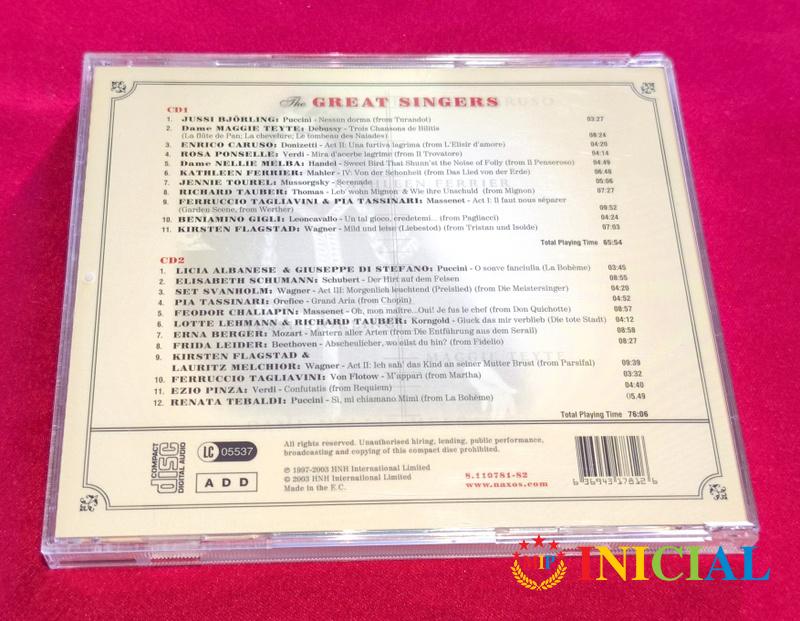 The GREAT SINGERS
CD1
1. JUSSI BJÖRLING: Puccini - Nessun dorma (from Turandot) 03:27
2. Dame MAGGIE TEYTE: Debussy - Trois Chansons de Bilitis
(La flûte de Pan; La chevelure; Le tombeau des Naïades) 08:24
3. ENRICO CARUSO: Donizetti - Act II: Una furtiva lagrima (from L'Elisir d'amore) 04:20
4. ROSA PONSELLE: Verdi - Mira d'acerbe lagrime (from Il Trovatore) 04:14
5. Dame NELLIE MELBA: Handel - Sweet Bird That Shunn'st the Noise of Folly (from Il Penseroso) 04:49
6. KATHLEEN FERRIER: Mahler - IV: Von der Schonheit (from Das Lied von der Erde) 06:48
7. JENNIE TOUREL: Mussorgsky - Serenade 05:06
8. RICHARD TAUBER: Thomas - Leb' wohn Mignon & Wie ihre Unschuld (from Mignon) 07:27
9. FERRUCCIO TAGLIAVINI & PIA TASSINARI: Massenet - Act I: Il faut nous séparer
(Garden Scene, from Werther) 09:52
10. BENIAMINO GIGLI: Leoncavallo - Un tal gioco, credetemi... (from Pagliacci) 04:24
11. KIRSTEN FLAGSTAD: Wagner - Mild und leise (Liebestod) (from Tristan und Isolde) 07:03
Total Playing Time 65:54
CD2
1. LICIA ALBANESE & GIUSEPPE DI STEFANO: Puccini - O soave fanciulla (La Bohème) 03:45
2. ELISABETH SCHUMANN: Schubert - Der Hirt auf dem Felsen 08:55
3. SET SVANHOLM: Wagner - Act III: Morgenlich leuchtend (Preislied) (from Die Meistersinger) 04:20
4. PIA TASSINARI: Orefice - Grand Aria (from Chopin) 04:52
5. FEODOR CHALIAPIN: Massenet - Oh, mon maître...Oui! Je fus le chef (from Don Quichotte) 08:57
6. LOTTE LEHMANN & RICHARD TAUBER: Korngold - Gluck das mir verblieb (Die tote Stadt) 04:12
7. ERNA BERGER: Mozart - Martern aller Arten (from Die Entführung aus dem Serail) 08:58
8. FRIDA LEIDER: Beethoven - Abscheulicher, wo eilst du hin? (from Fidelio) 08:27
9. KIRSTEN FLAGSTAD &
LAURITZ MELCHIOR: Wagner - Act II: Ich sah' das Kind an seiner Mutter Brust (from Parsifal) 09:39
10. FERRUCCIO TAGLIAVINI: Von Flotow - M'appari (from Martha) 03:32
11. EZIO PINZA: Verdi - Confutatis (from Requiem) 04:40
12. RENATA TEBALDI: Puccini - Sì, mi chiamano Mimì (from La Bohème) 05.49
Total Playing Time 76:06
COMPACT
disc
DIGITAL AUDIO
LC 05537
A D D
All rights reserved. Unauthorised hiring, lending, public performance,
broadcasting and copying of this compact disc prohibited.
℗ 1997-2003 HNH International Limited
© 2003 HNH International Limited
Made in the E.C.
8.110781-82
www.naxos.com
6 36943 17812 6
IP INICIAL